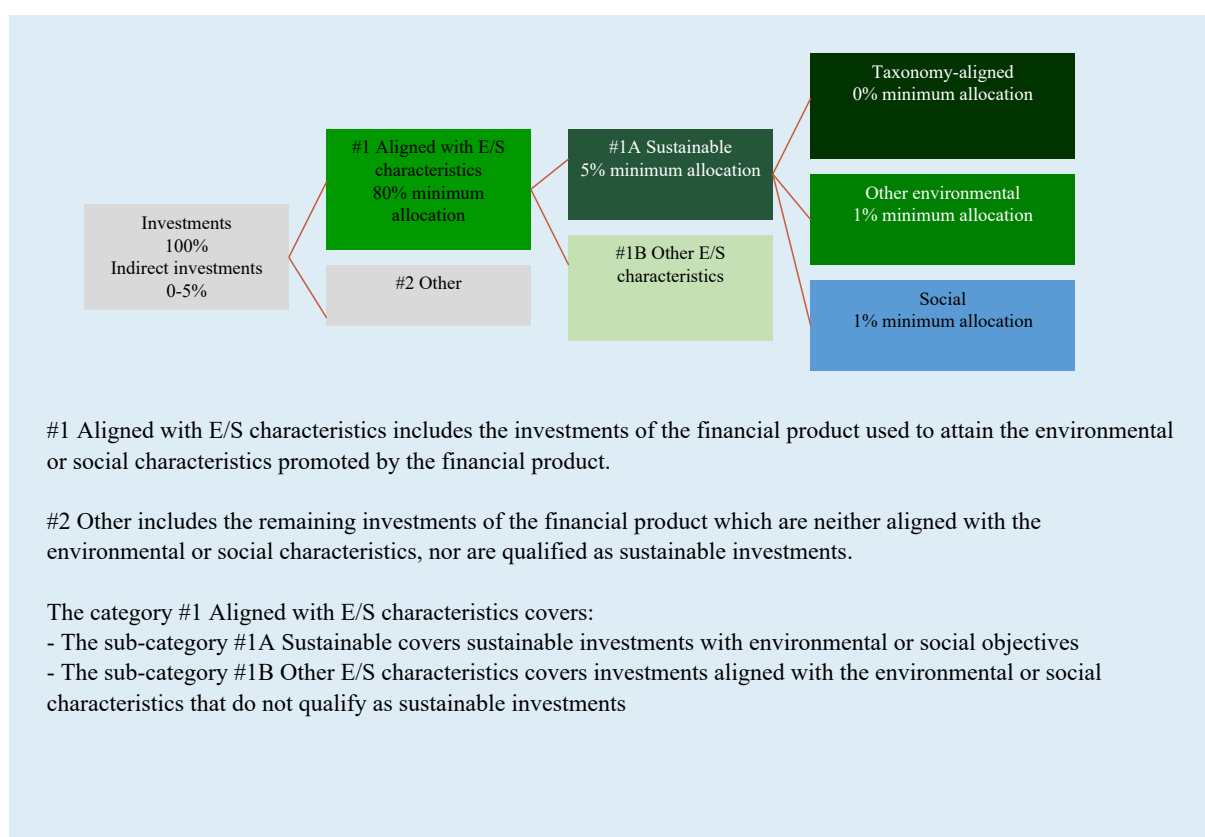 Investments
100%
Indirect investments
0-5%
#1 Aligned with E/S
characteristics
80% minimum
allocation
#2 Other
#1A Sustainable
5% minimum allocation
#1B Other E/S
characteristics
Taxonomy-aligned
0% minimum allocation
Other environmental
1% minimum allocation
Social
1% minimum allocation
#1 Aligned with E/S characteristics includes the investments of the financial product used to attain the environmental
or social characteristics promoted by the financial product.
#2 Other includes the remaining investments of the financial product which are neither aligned with the
environmental or social characteristics, nor are qualified as sustainable investments.
The category #1 Aligned with E/S characteristics covers:
- The sub-category #1A Sustainable covers sustainable investments with environmental or social objectives
- The sub-category #1B Other E/S characteristics covers investments aligned with the environmental or social
characteristics that do not qualify as sustainable investments